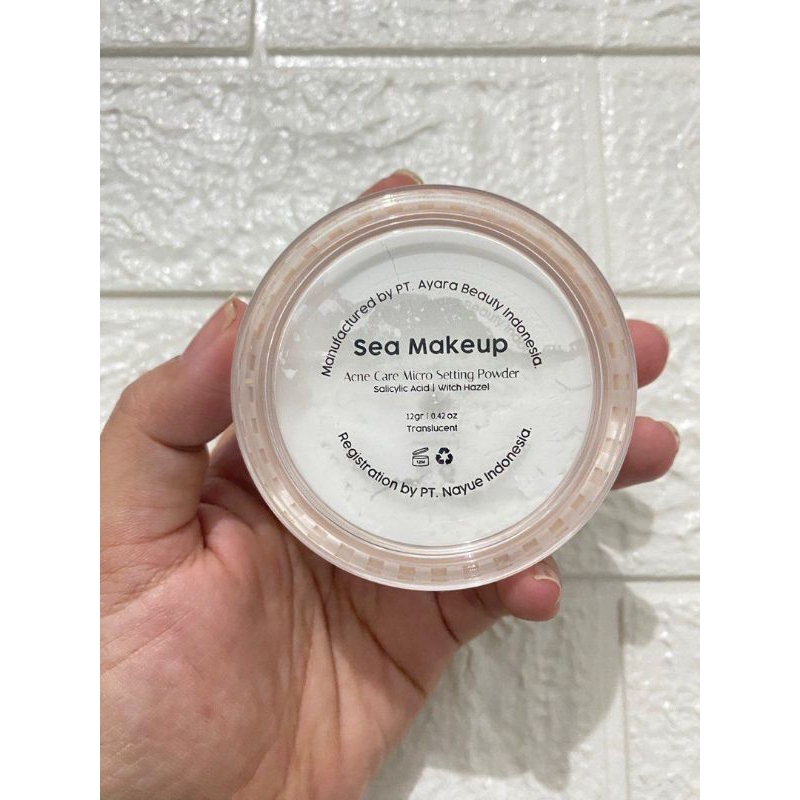 Manufactured by PT. Ayara Beauty Indonesia.
Sea Makeup
Acne Care Micro Setting Powder
Salicylic Acid | Witch Hazel
12gr | 0.42 oz
Translucent
12M
Registration by PT. Nayue Indonesia.